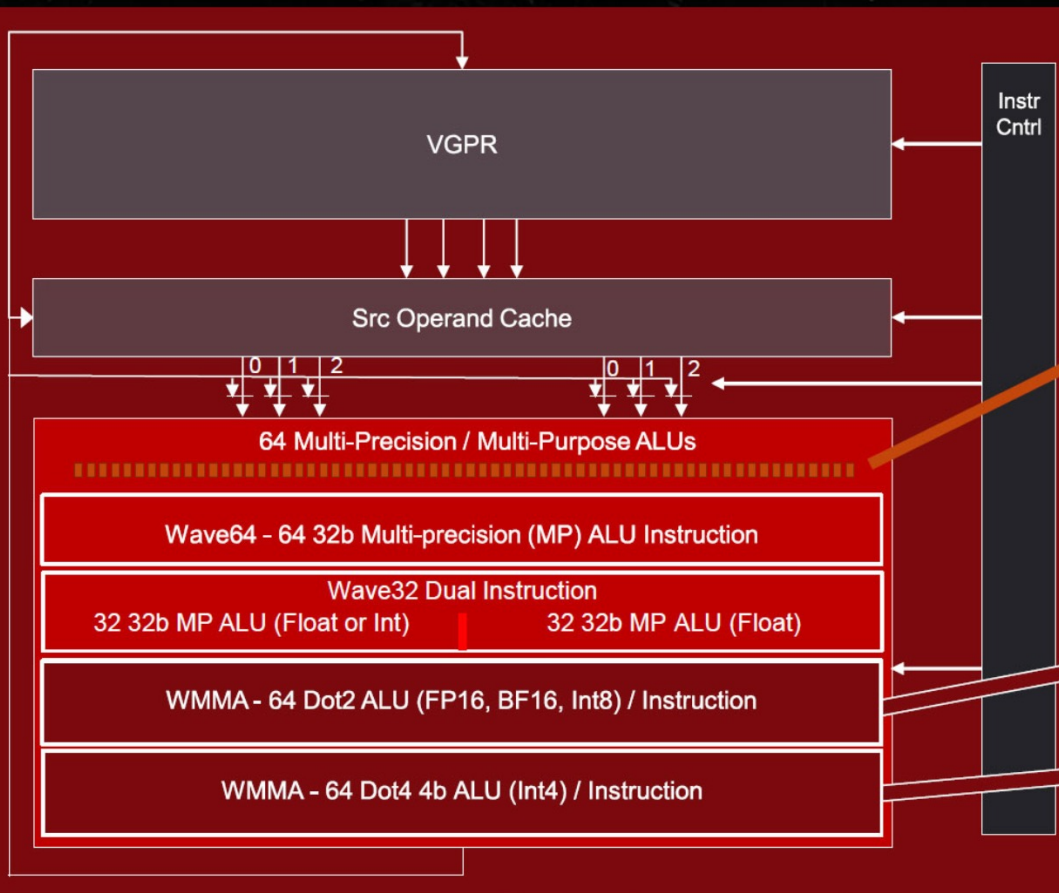 Instr
Cntrl
VGPR
Src Operand Cache
0 1 2 0 1 2
64 Multi-Precision / Multi-Purpose ALUs
Wave64 - 64 32b Multi-precision (MP) ALU Instruction
Wave32 Dual Instruction
32 32b MP ALU (Float or Int) 32 32b MP ALU (Float)
WMMA - 64 Dot2 ALU (FP16, BF16, Int8) / Instruction
WMMA - 64 Dot4 4b ALU (Int4) / Instruction